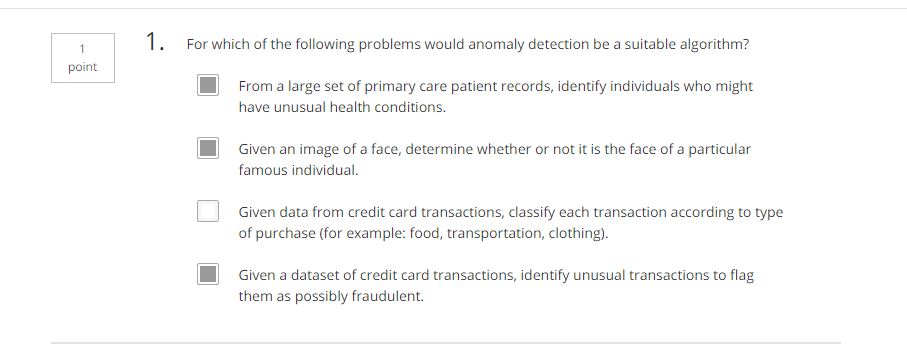 1
point
1. For which of the following problems would anomaly detection be a suitable algorithm?
From a large set of primary care patient records, identify individuals who might
have unusual health conditions.
Given an image of a face, determine whether or not it is the face of a particular
famous individual.
Given data from credit card transactions, classify each transaction according to type
of purchase (for example: food, transportation, clothing).
Given a dataset of credit card transactions, identify unusual transactions to flag
them as possibly fraudulent.